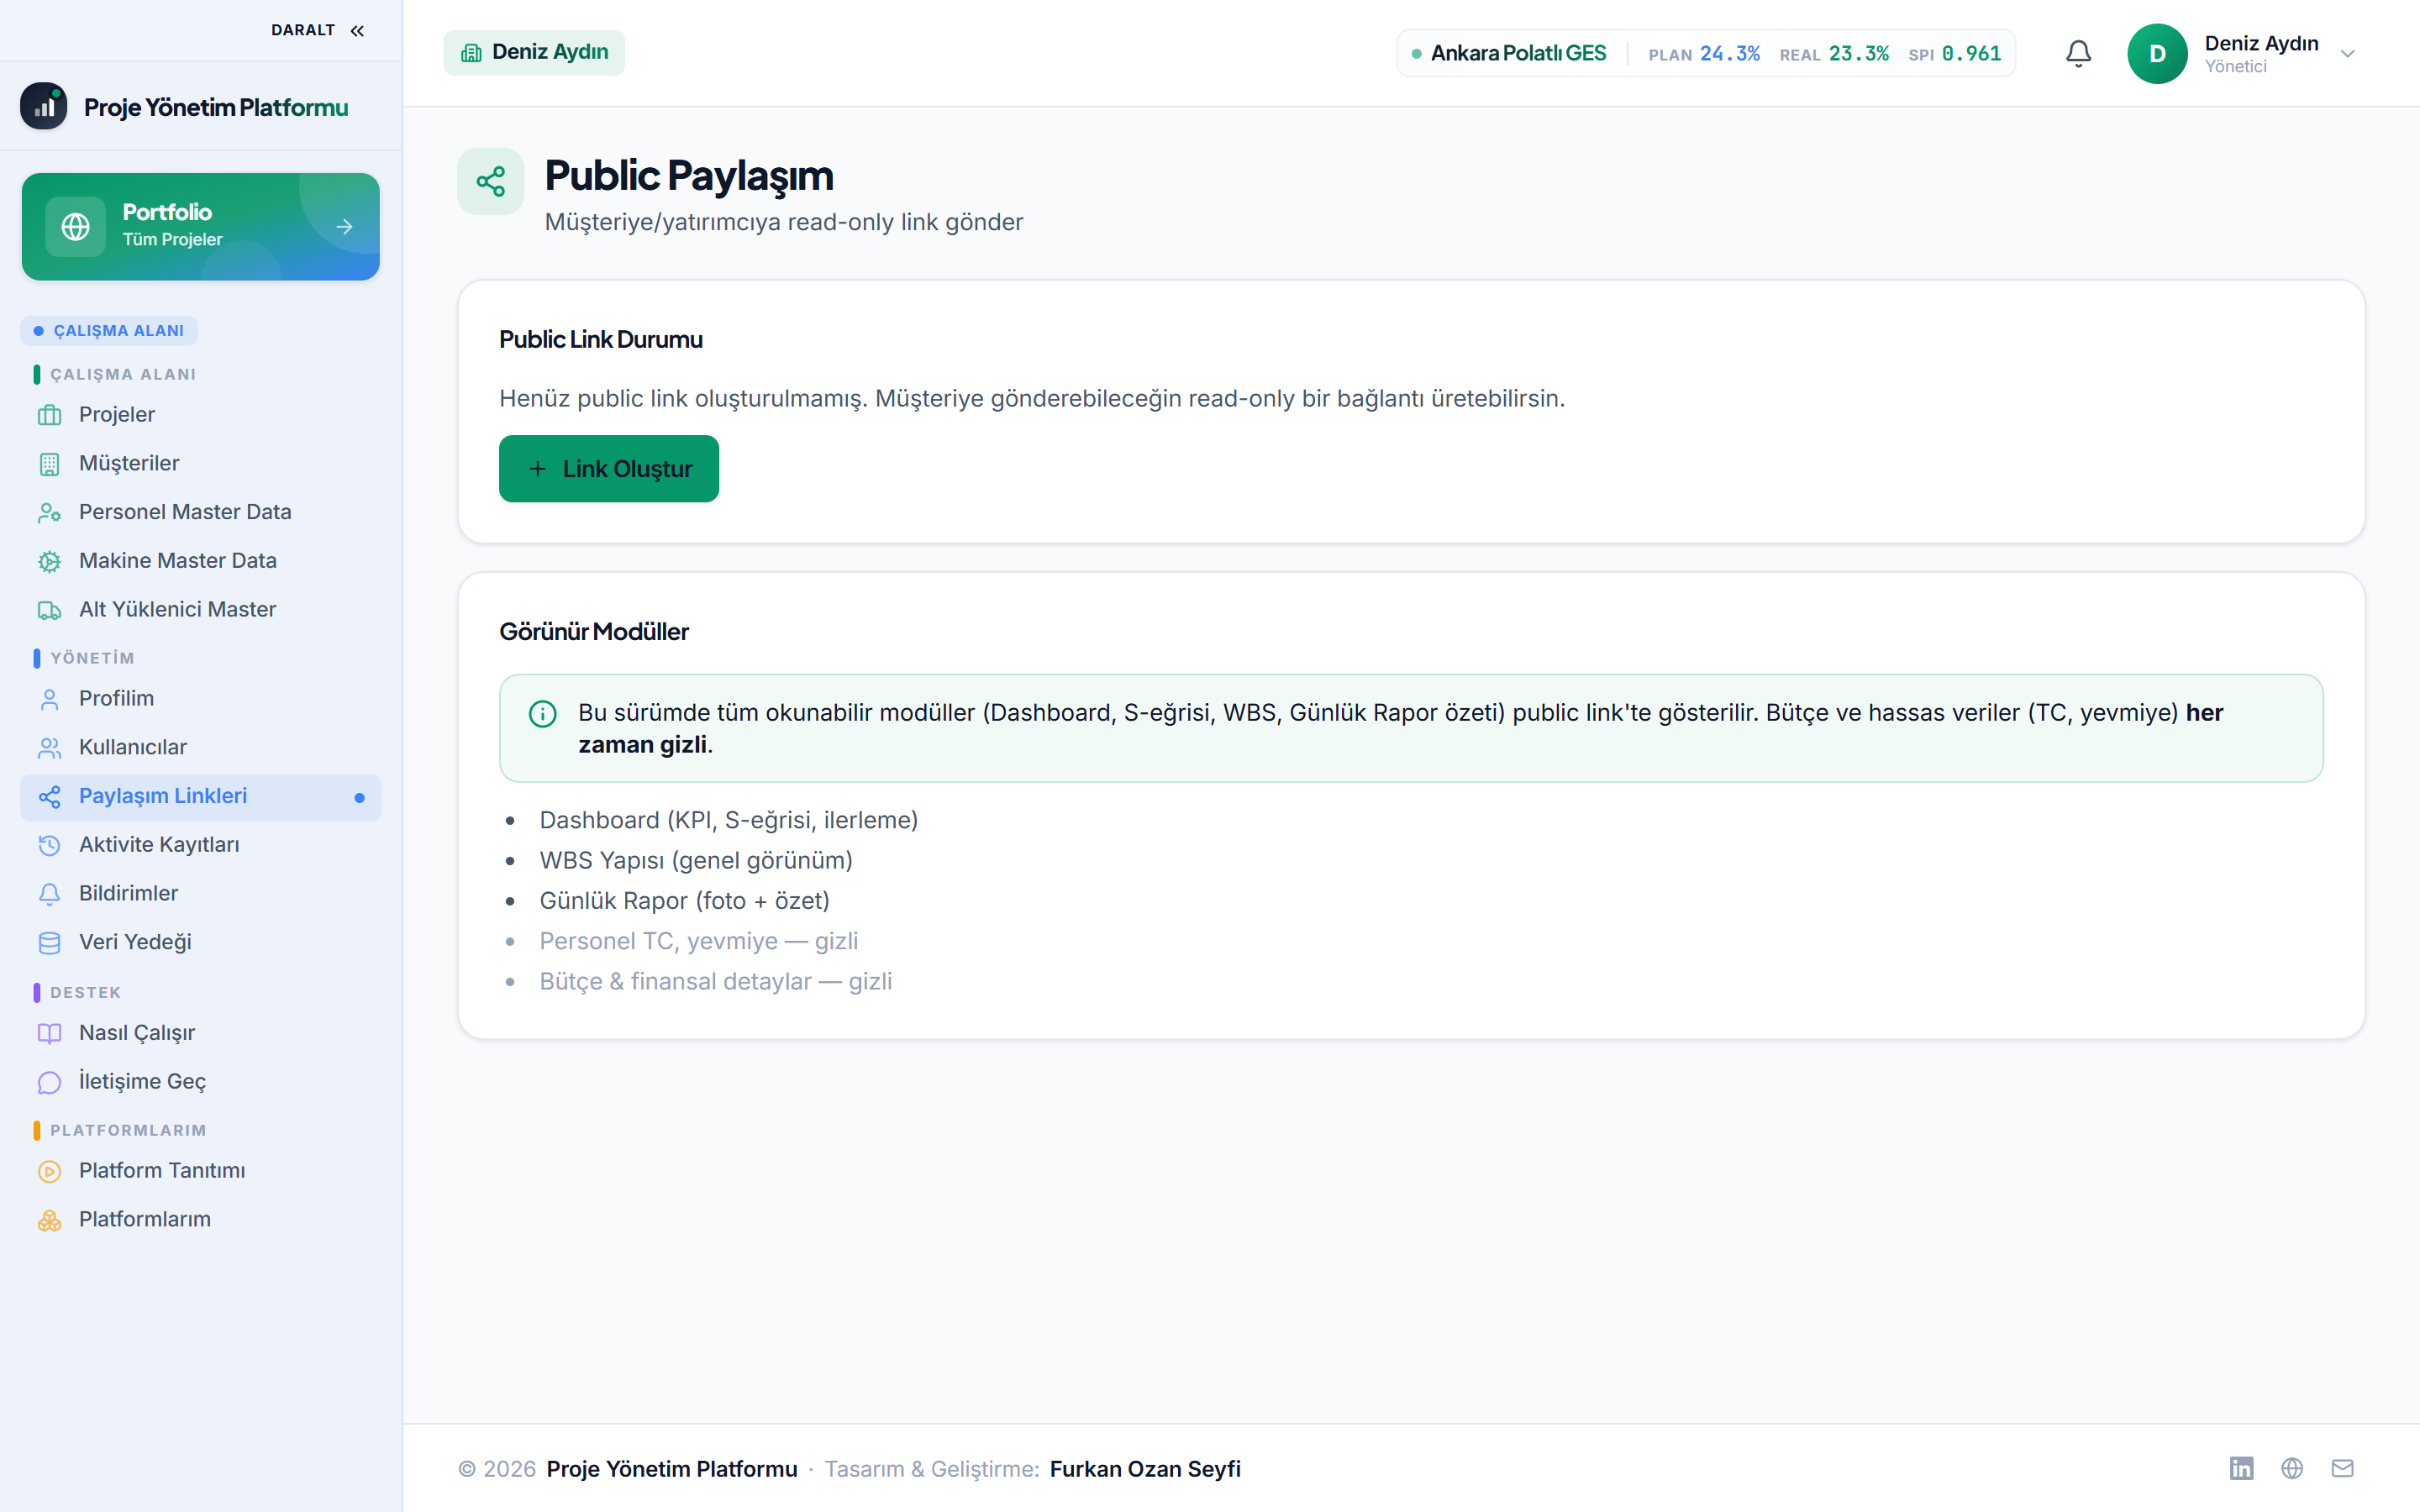 DARALT
Proje Yönetim Platformu
Portfolio
Tüm Projeler
ÇALIŞMA ALANI
ÇALIŞMA ALANI
Projeler
Müşteriler
Personel Master Data
Makine Master Data
Alt Yüklenici Master
YÖNETİM
Profilim
Kullanıcılar
Paylaşım Linkleri
Aktivite Kayıtları
Bildirimler
Veri Yedeği
DESTEK
Nasıl Çalışır
İletişime Geç
PLATFORMLARIM
Platform Tanıtımı
Platformlarım
Deniz Aydın
Ankara Polatlı GES PLAN 24.3% REAL 23.3% SPI 0.961
D
Deniz Aydın
Yönetici
Public Paylaşım
Müşteriye/yatırımcıya read-only link gönder
Public Link Durumu
Henüz public link oluşturulmamış. Müşteriye gönderebileceğin read-only bir bağlantı üretebilirsin.
+ Link Oluştur
Görünür Modüller
Bu sürümde tüm okunabilir modüller (Dashboard, S-eğrisi, WBS, Günlük Rapor özeti) public link'te gösterilir. Bütçe ve hassas veriler (TC, yevmiye) her
zaman gizli.
• Dashboard (KPI, S-eğrisi, ilerleme)
• WBS Yapısı (genel görünüm)
• Günlük Rapor (foto + özet)
• Personel TC, yevmiye — gizli
• Bütçe & finansal detaylar — gizli
© 2026 Proje Yönetim Platformu · Tasarım & Geliştirme: Furkan Ozan Seyfi
in